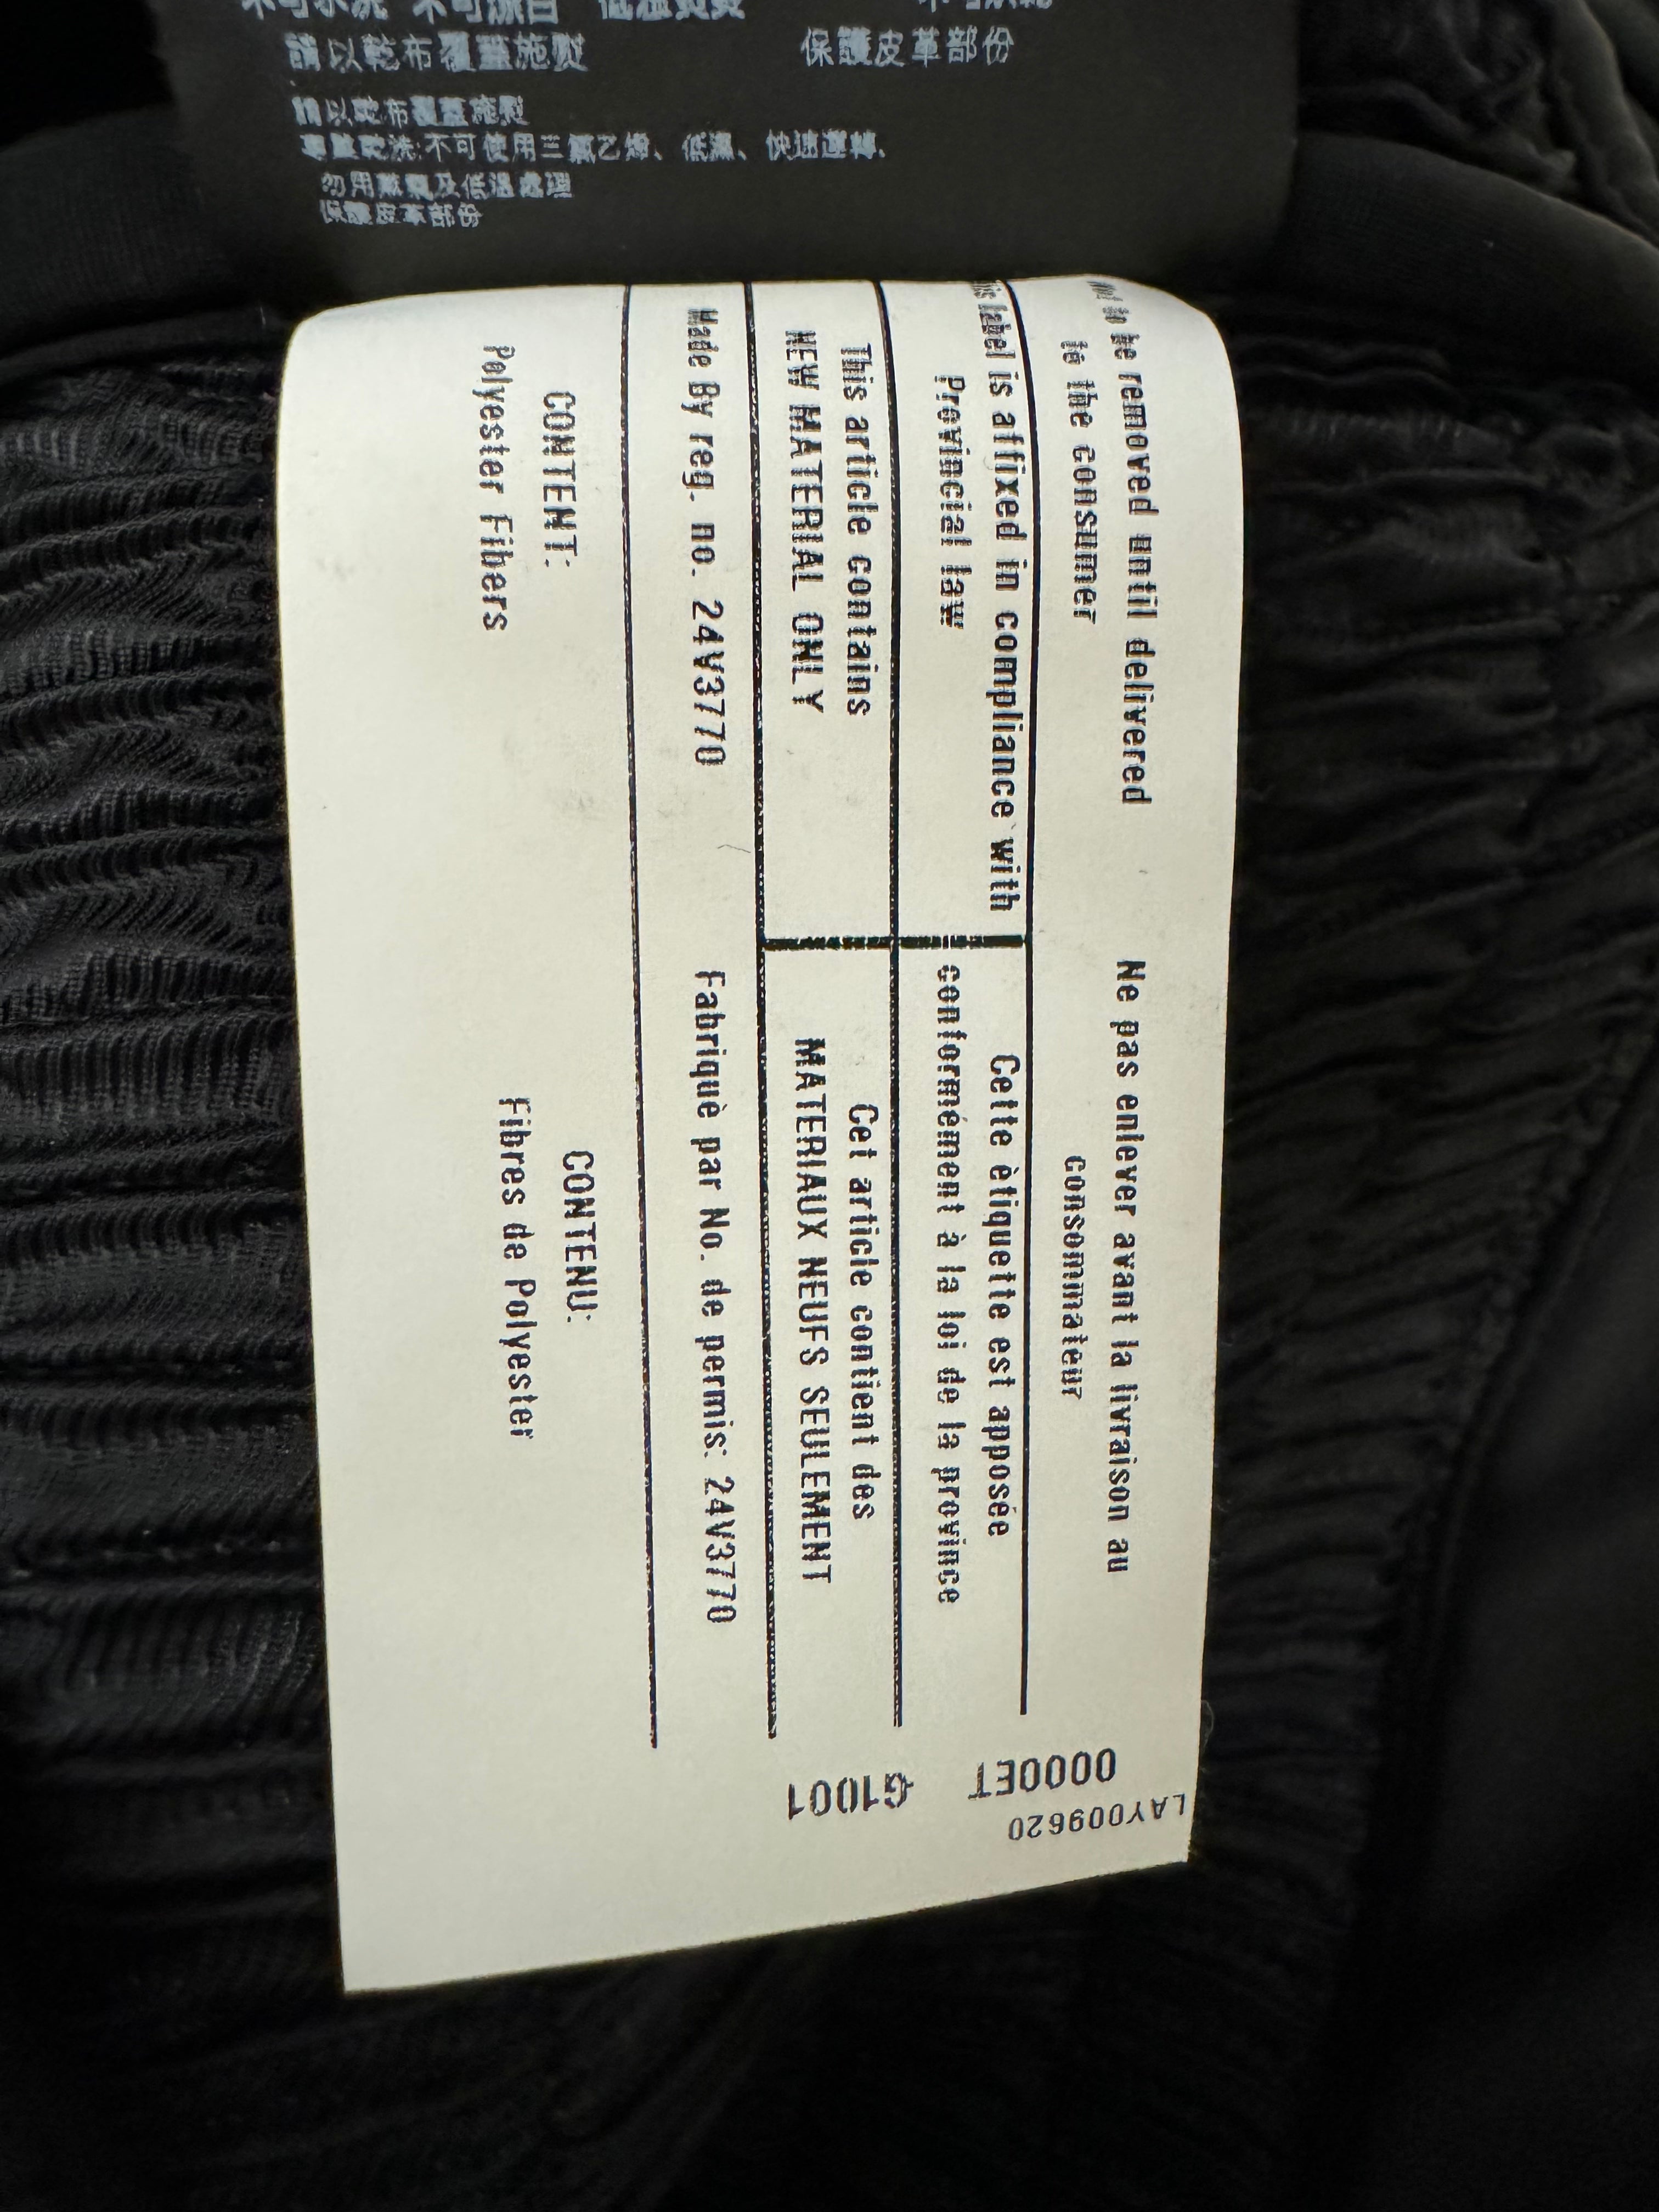 請以乾布覆蓋施熨
保護皮革部份
請以乾布覆蓋施熨
專業乾洗:不可使用三氯乙烯、低溫、快速運轉.
勿用蒸氣及低溫處理
保護皮革部份
to be removed until delivered
to the consumer
Ne pas enlever avant la livraison au
consommateur
label is affixed in compliance with
Provincial law
Cette ètiquette est apposée
conformément à la loi de la province
This article contains
NEW MATERIAL ONLY
Cet article contient des
MATERIAUX NEUFS SEULEMENT
Made By reg. no. 24V3770
Fabriquè par No. de permis: 24V3770
CONTENT:
Polyester Fibers
CONTENU:
Fibres de Polyester
LAY009620
0000ET
G1001